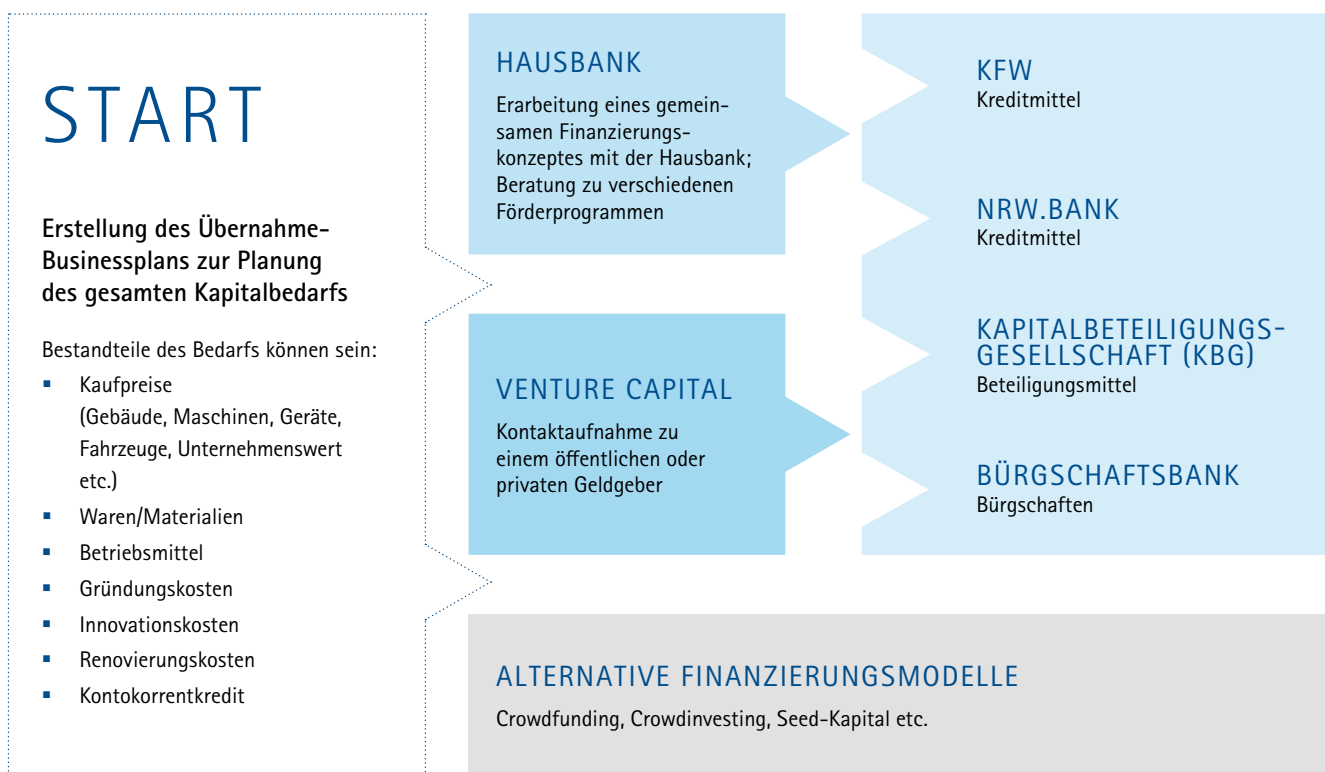 START
Erstellung des Übernahme-
Businessplans zur Planung
des gesamten Kapitalbedarfs
Bestandteile des Bedarfs können sein:
▪ Kaufpreise
(Gebäude, Maschinen, Geräte,
Fahrzeuge, Unternehmenswert
etc.)
▪ Waren/Materialien
▪ Betriebsmittel
▪ Gründungskosten
▪ Innovationskosten
▪ Renovierungskosten
▪ Kontokorrentkredit
HAUSBANK
Erarbeitung eines gemein-
samen Finanzierungs-
konzeptes mit der Hausbank;
Beratung zu verschiedenen
Förderprogrammen
VENTURE CAPITAL
Kontaktaufnahme zu
einem öffentlichen oder
privaten Geldgeber
KFW
Kreditmittel
NRW.BANK
Kreditmittel
KAPITALBETEILIGUNGS-
GESELLSCHAFT (KBG)
Beteiligungsmittel
BÜRGSCHAFTSBANK
Bürgschaften
ALTERNATIVE FINANZIERUNGSMODELLE
Crowdfunding, Crowdinvesting, Seed-Kapital etc.